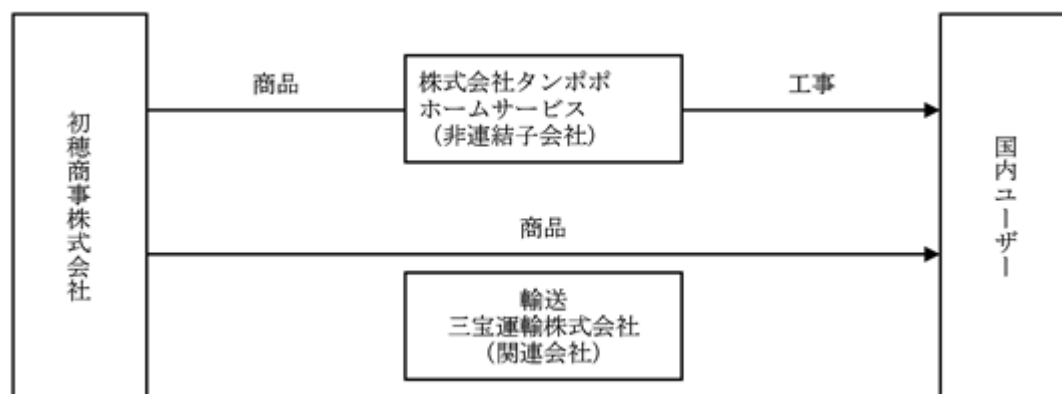 初穂商事株式会社
商品
株式会社タンポポ
ホームサービス
（非連結子会社）
工事
商品
輸送
三宝運輸株式会社
（関連会社）
国内ユーザー